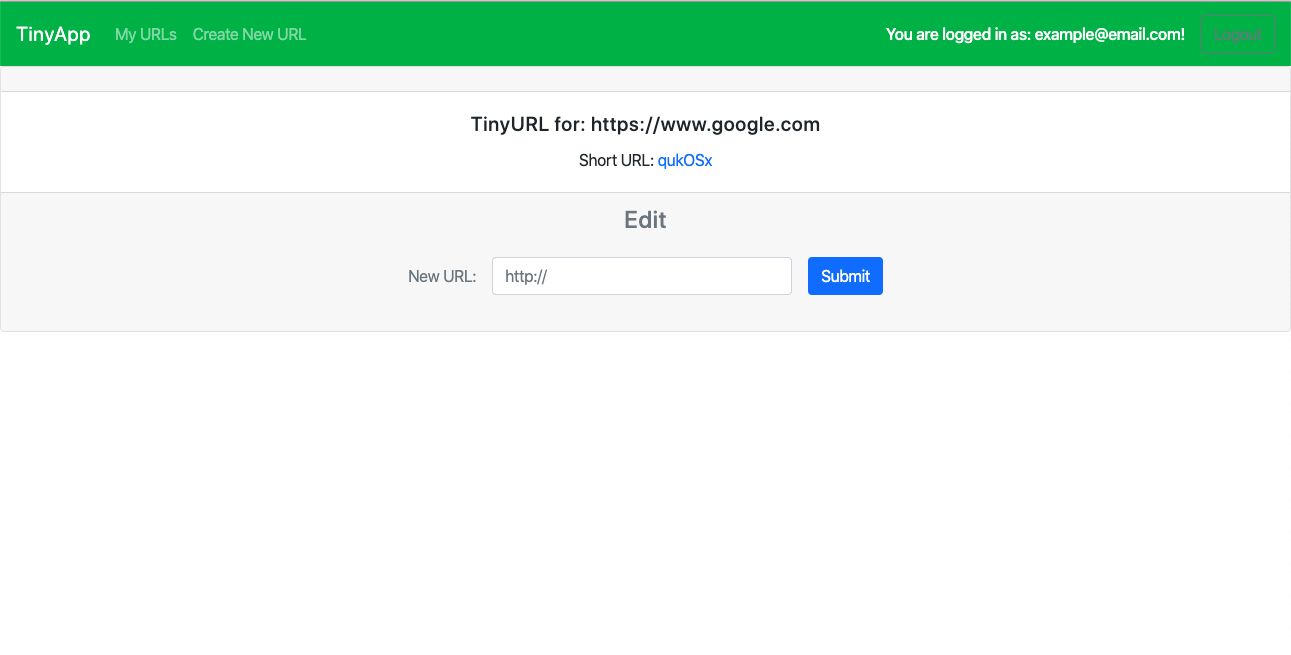 TinyApp My URLs Create New URL You are logged in as: example@email.com! Logout
TinyURL for: https://www.google.com
Short URL: qukOSx
Edit
New URL: http:// Submit